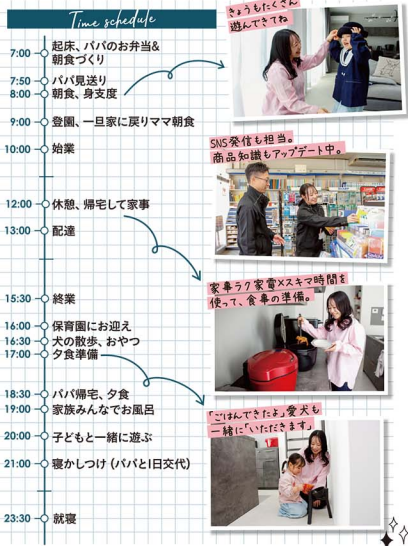 Time schedule
7:00 起床、パパのお弁当&
朝食づくり
7:50 パパ見送り
8:00 朝食、身支度
9:00 登園、一旦家に戻りママ朝食
10:00 始業
12:00 休憩、帰宅して家事
13:00 配達
15:30 終業
16:00 保育園にお迎え
16:30 犬の散歩、おやつ
17:00 夕食準備
18:30 パパ帰宅、夕食
19:00 家族みんなでお風呂
20:00 子どもと一緒に遊ぶ
21:00 寝かしつけ(パパと1日交代)
23:30 就寝
きょうもたくさん
遊んできてね
SNS発信も担当。
商品知識もアップデート中。
家事ラク家電×スキマ時間を
使って、食事の準備。
「ごはんできたよ」愛犬も
一緒に「いただきます」